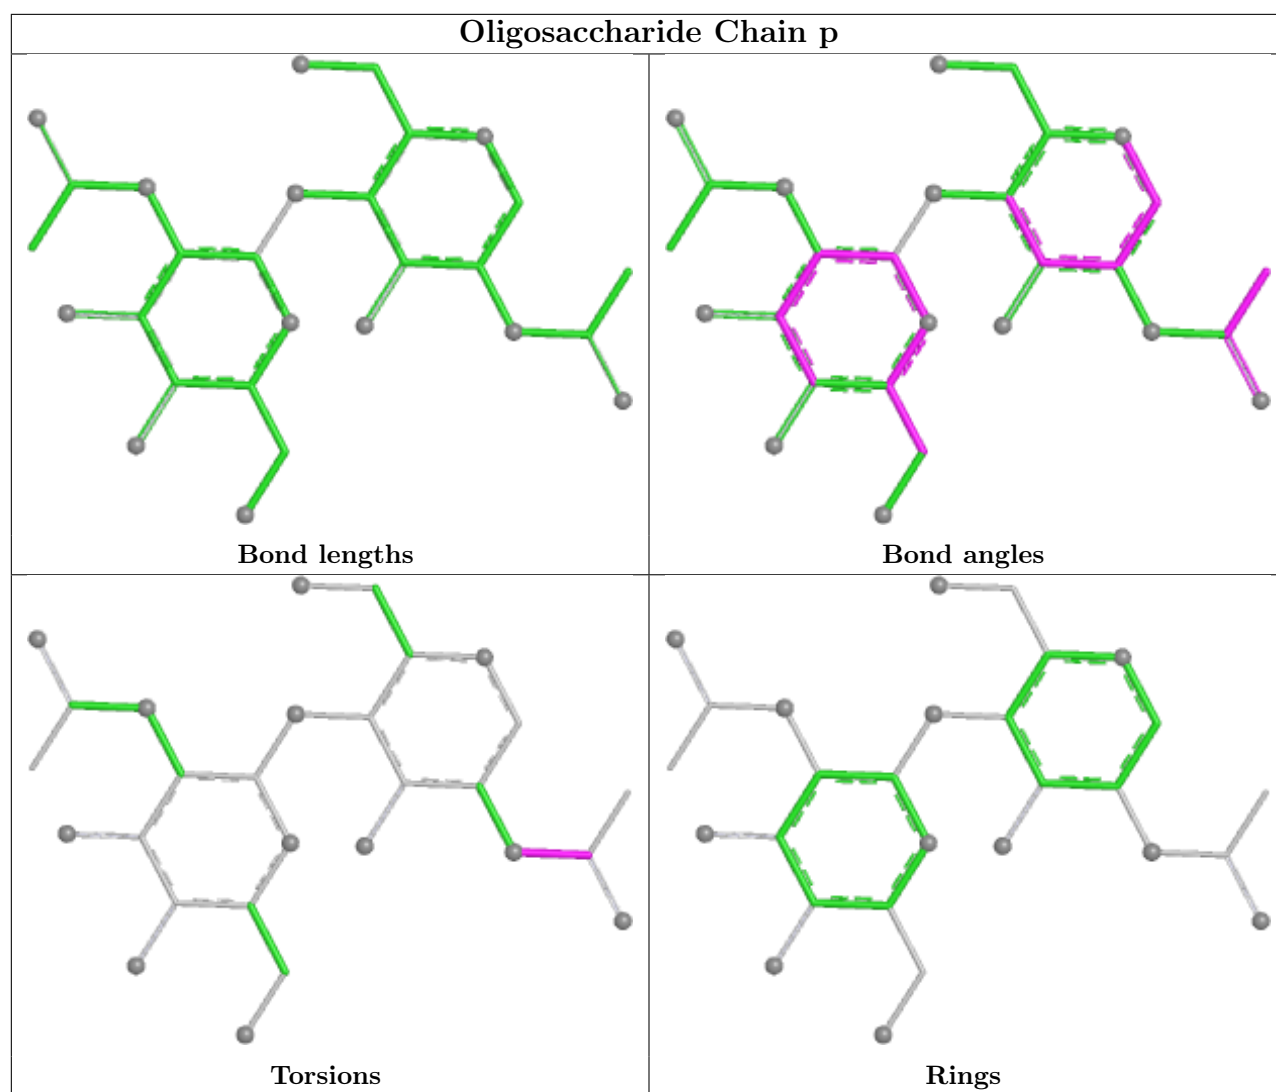 Oligosaccharide Chain p
Bond lengths
Bond angles
Torsions
Rings